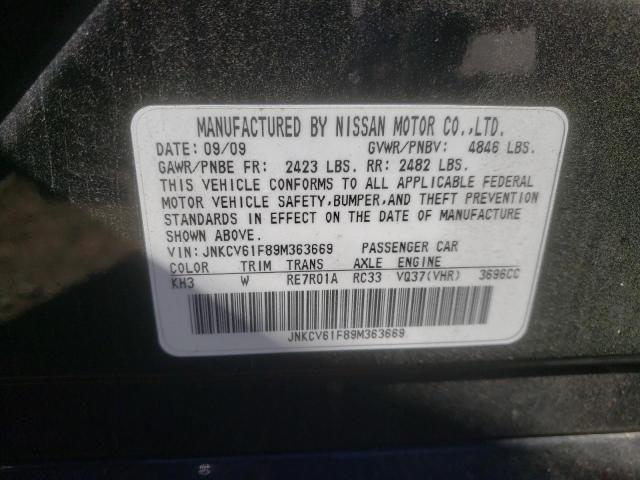 MANUFACTURED BY NISSAN MOTOR CO.,LTD.
DATE: 09/09 GVWR/PNBV: 4846 LBS.
GAWR/PNBE FR: 2423 LBS. RR: 2482 LBS.
THIS VEHICLE CONFORMS TO ALL APPLICABLE FEDERAL
MOTOR VEHICLE SAFETY,BUMPER,AND THEFT PREVENTION
STANDARDS IN EFFECT ON THE DATE OF MANUFACTURE
SHOWN ABOVE.
VIN: JNKCV61F89M363669 PASSENGER CAR
COLOR TRIM TRANS AXLE ENGINE
KH3 W RE7R01A RC33 VQ37(VHR) 3696CC
JNKCV61F89M363669